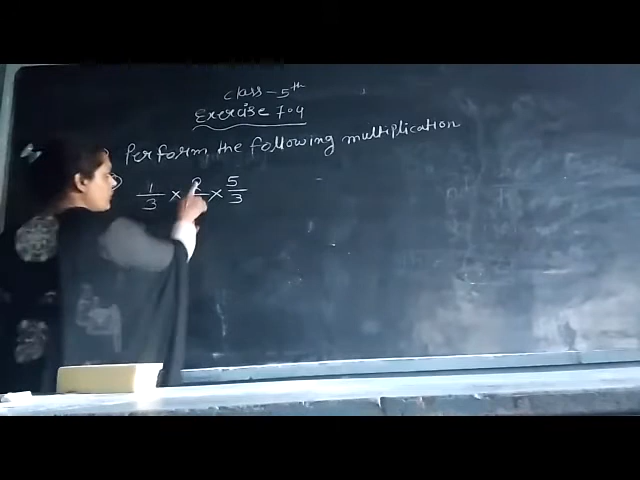 Class - 5th
Exercise 7.4
Perform the following multiplication
1/3 × 2/ × 5/3